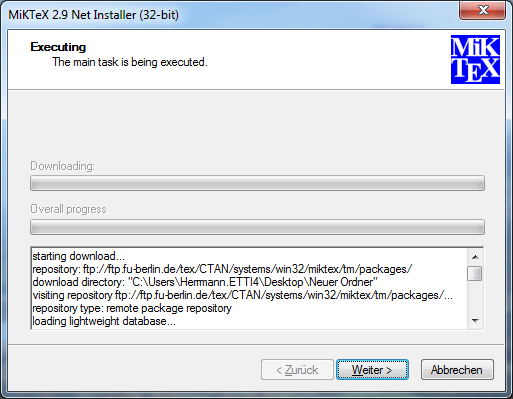 MiKTeX 2.9 Net Installer (32-bit)
Executing
The main task is being executed.
MiK
TEX
Downloading:
Overall progress
starting download...
repository: ftp://ftp.fu-berlin.de/tex/CTAN/systems/win32/miktex/tm/packages/
download directory: "C:\Users\Hermann.ETTI4\Desktop\Neuer Ordner"
visiting repository ftp://ftp.fu-berlin.de/tex/CTAN/systems/win32/miktex/tm/packages/...
repository type: remote package repository
loading lightweight database...
< Zurück Weiter > Abbrechen